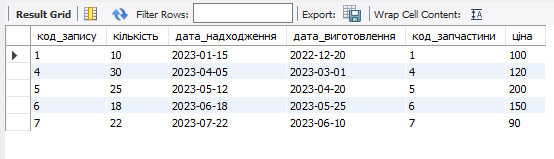 Result Grid Filter Rows: Export: Wrap Cell Content:
код_запису кількість дата_надходження дата_виготовлення код_запчастини ціна
1 10 2023-01-15 2022-12-20 1 100
4 30 2023-04-05 2023-03-01 4 120
5 25 2023-05-12 2023-04-20 5 200
6 18 2023-06-18 2023-05-25 6 150
7 22 2023-07-22 2023-06-10 7 90